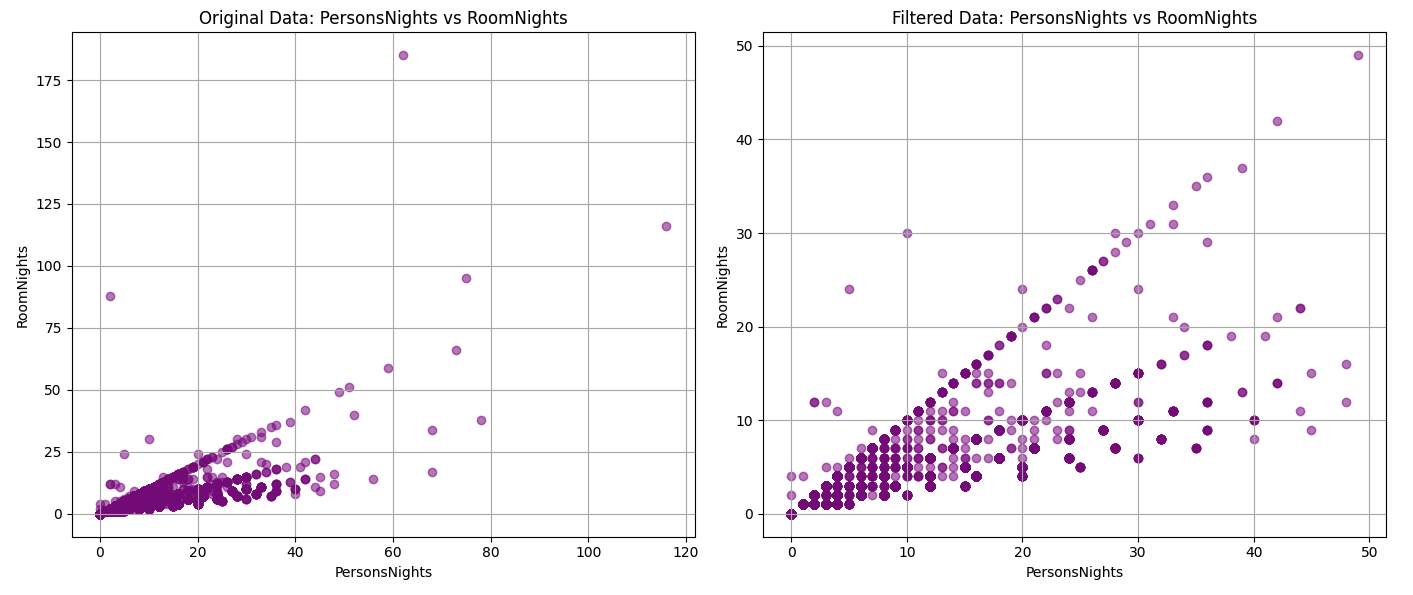 Original Data: PersonsNights vs RoomNights
RoomNights
175
150
125
100
75
50
25
0
0 20 40 60 80 100 120
PersonsNights
Filtered Data: PersonsNights vs RoomNights
RoomNights
50
40
30
20
10
0
0 10 20 30 40 50
PersonsNights